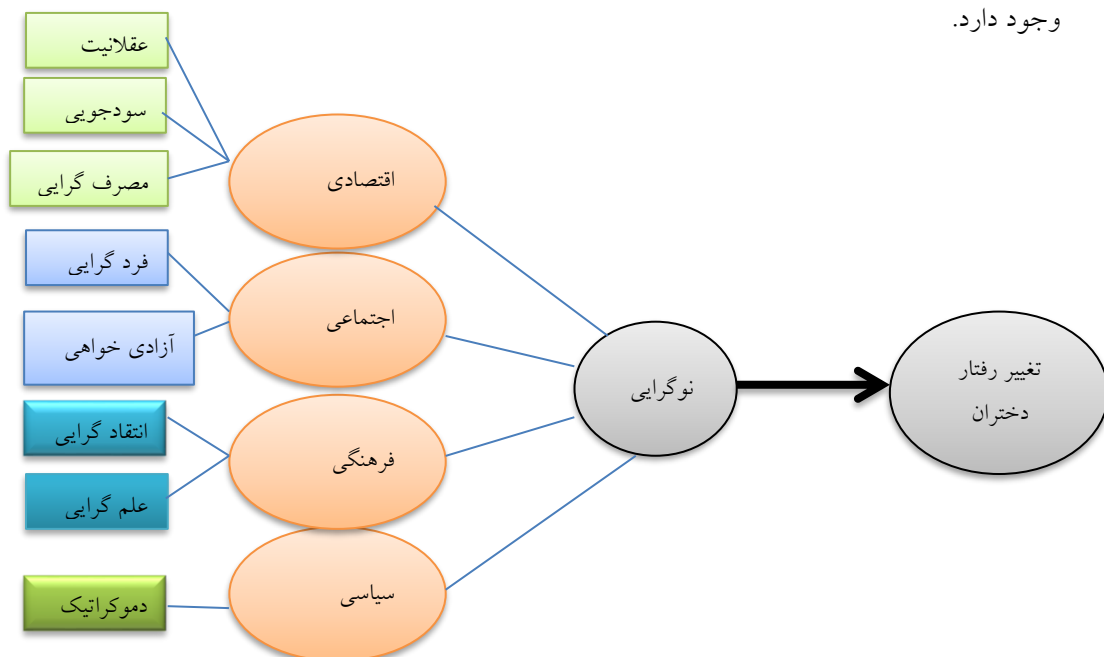 وجود دارد.
عقلانیت
سودجویی
مصرف گرایی
اقتصادی
فرد گرایی
آزادی خواهی
اجتماعی
انتقاد گرایی
علم گرایی
فرهنگی
دموکراتیک
سیاسی
نوگرایی
تغییر رفتار
دختران